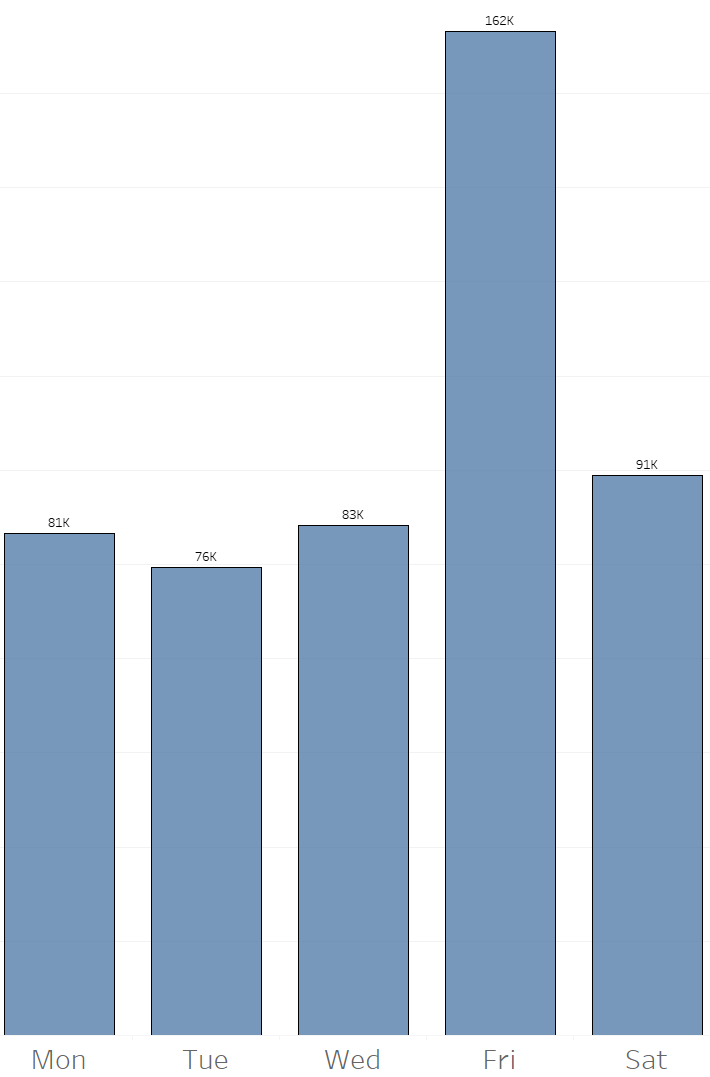 162K
91K
83K
81K
76K
Mon Tue Wed Fri Sat